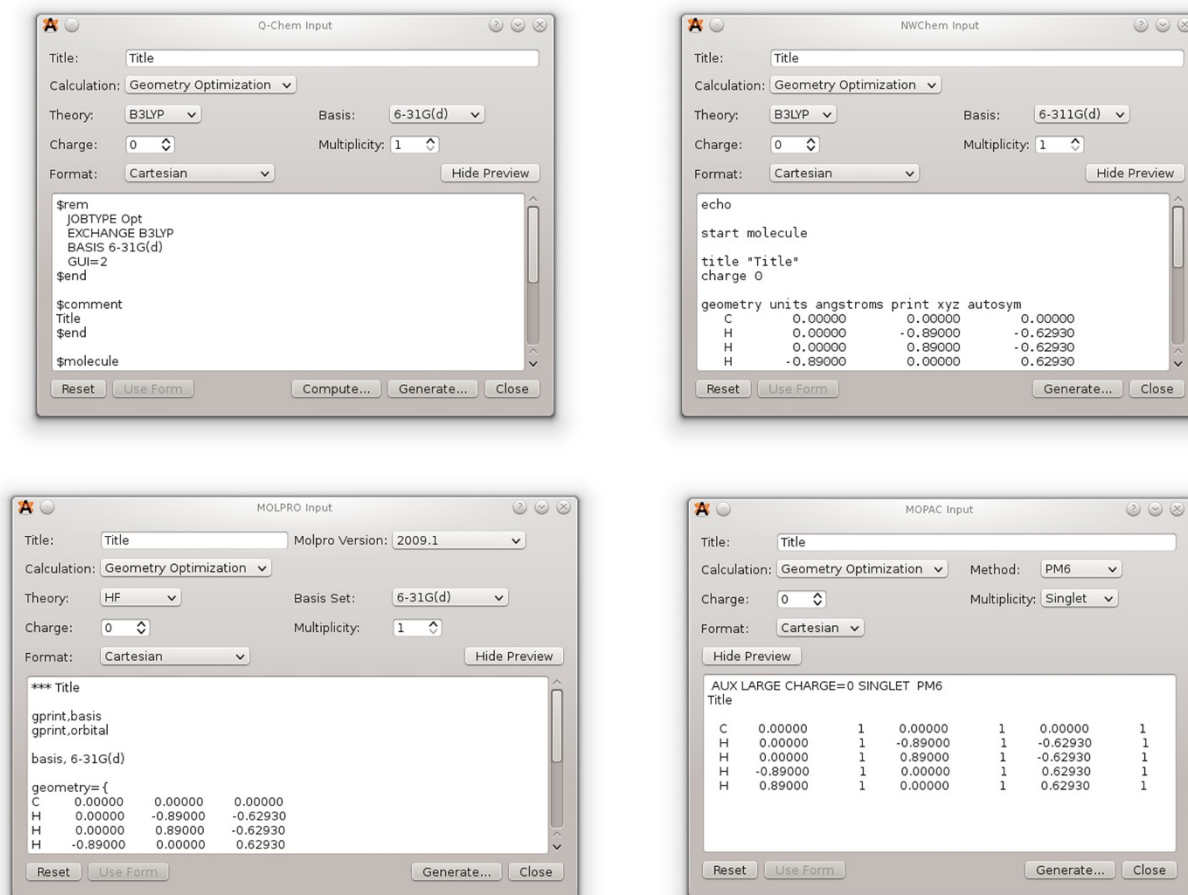 Q-Chem Input
Title: Title
Calculation: Geometry Optimization
Theory: B3LYP Basis: 6-31G(d)
Charge: 0 Multiplicity: 1
Format: Cartesian Hide Preview
$rem
JOBTYPE Opt
EXCHANGE B3LYP
BASIS 6-31G(d)
GUI=2
$end
$comment
Title
$end
$molecule
Reset Use Form Compute... Generate... Close
NWChem Input
Title: Title
Calculation: Geometry Optimization
Theory: B3LYP Basis: 6-311G(d)
Charge: 0 Multiplicity: 1
Format: Cartesian Hide Preview
echo
start molecule
title "Title"
charge 0
geometry units angstroms print xyz autosym
C 0.00000 0.00000 0.00000
H 0.00000 -0.89000 -0.62930
H 0.00000 0.89000 -0.62930
H -0.89000 0.00000 0.62930
Reset Use Form Generate... Close
MOLPRO Input
Title: Title Molpro Version: 2009.1
Calculation: Geometry Optimization
Theory: HF Basis Set: 6-31G(d)
Charge: 0 Multiplicity: 1
Format: Cartesian Hide Preview
*** Title
gprint,basis
gprint,orbital
basis, 6-31G(d)
geometry={
C 0.00000 0.00000 0.00000
H 0.00000 -0.89000 -0.62930
H 0.00000 0.89000 -0.62930
H -0.89000 0.00000 0.62930
Reset Use Form Generate... Close
MOPAC Input
Title: Title
Calculation: Geometry Optimization Method: PM6
Charge: 0 Multiplicity: Singlet
Format: Cartesian
Hide Preview
AUX LARGE CHARGE=0 SINGLET PM6
Title
C 0.00000 1 0.00000 1 0.00000 1
H 0.00000 1 -0.89000 1 -0.62930 1
H 0.00000 1 0.89000 1 -0.62930 1
H -0.89000 1 0.00000 1 0.62930 1
H 0.89000 1 0.00000 1 0.62930 1
Reset Use Form Generate... Close